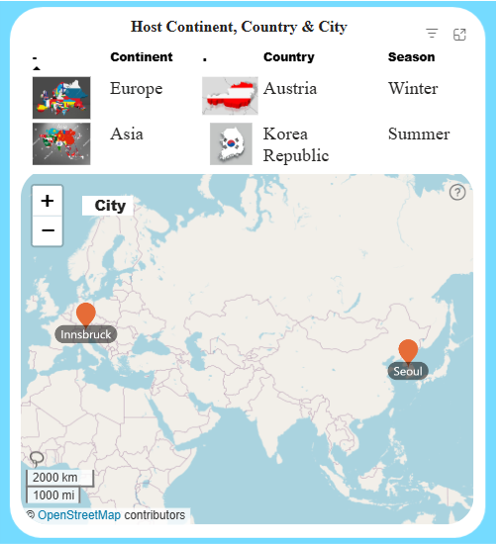 Host Continent, Country & City
- Continent . Country Season
Europe Austria Winter
Asia Korea Republic Summer
+
City
?
−
Innsbruck
Seoul
2000 km
1000 mi
© OpenStreetMap contributors